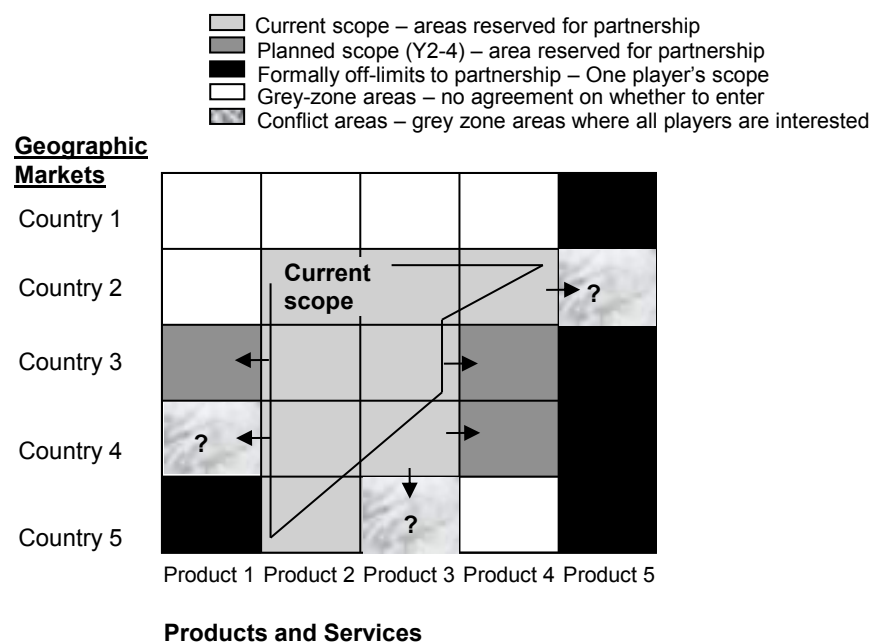 Current scope – areas reserved for partnership
Planned scope (Y2-4) – area reserved for partnership
Formally off-limits to partnership – One player's scope
Grey-zone areas – no agreement on whether to enter
Conflict areas – grey zone areas where all players are interested
Geographic
Markets
Country 1
Country 2
Current
scope
?
Country 3
Country 4
?
Country 5
?
Product 1 Product 2 Product 3 Product 4 Product 5
Products and Services